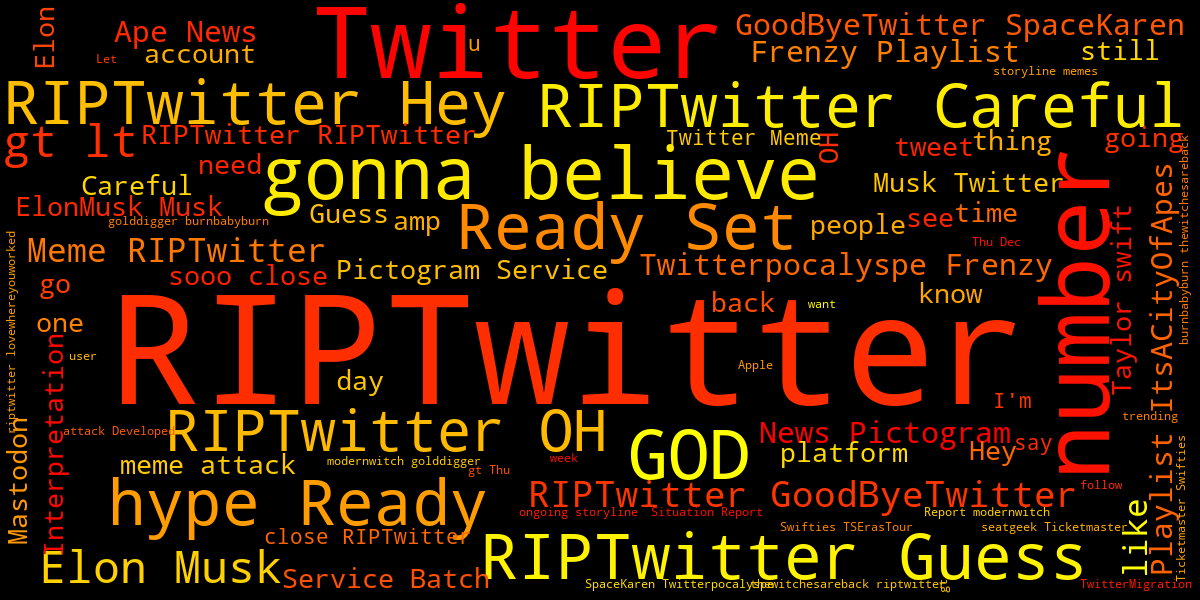 Elon
Ape News
Let
account
Twitter
u
GoodByeTwitter SpaceKaren
Frenzy Playlist
still
storyline memes
RIPTwitter Hey
RIPTwitter Careful
gt lt
RIPTwitter RIPTwitter
Twitter Meme
OH
tweet
thing
going
need
gonna believe
Careful
Musk Twitter
number
ElonMusk Musk
golddigger burnbabyburn
Guess
amp
Ready Set
people
see
time
Taylor swift
ItsACityOfApes
burnbabyburn thewitchesareback
Meme RIPTwitter
Thu Dec
sooo close
Pictogram Service
Twitterpocalyspe Frenzy
riptwitter lovewhereyouworked
go
back
want
know
one
user
RIPTwitter
Apple
day
Interpretation
I'm
Mastodon
attack Developer
RIPTwitter OH
GOD
News Pictogram
trending
meme attack
modernwitch golddigger
gt Thu
week
platform
Hey
say
hype Ready
RIPTwitter
GoodByeTwitter
follow
ongoing storyline
Situation Report
Report modernwitch
close RIPTwitter
Swifties TSErasTour
seatgeek Ticketmaster
like
Playlist
Ticketmaster Swifties
Elon Musk
Service Batch
RIPTwitter Guess
SpaceKaren Twitterpocalyspe
thewitchesareback riptwitter
TwitterMigration